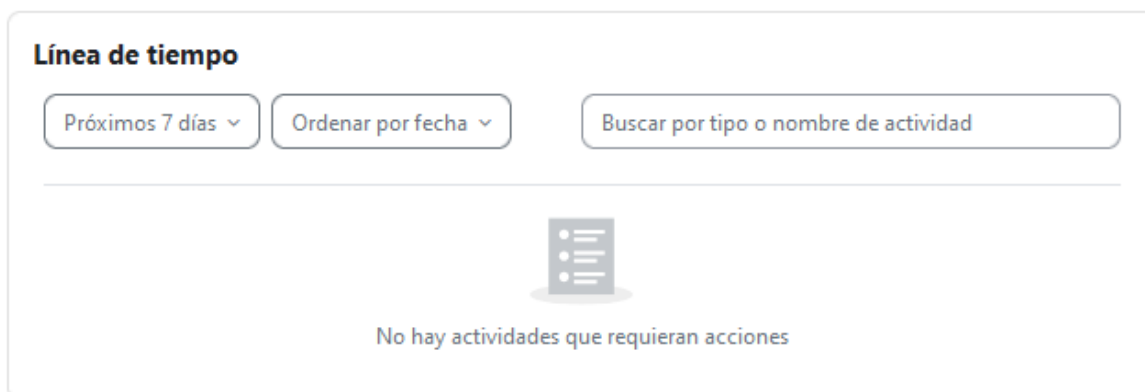 Línea de tiempo
Próximos 7 días
Ordenar por fecha
Buscar por tipo o nombre de actividad
No hay actividades que requieran acciones